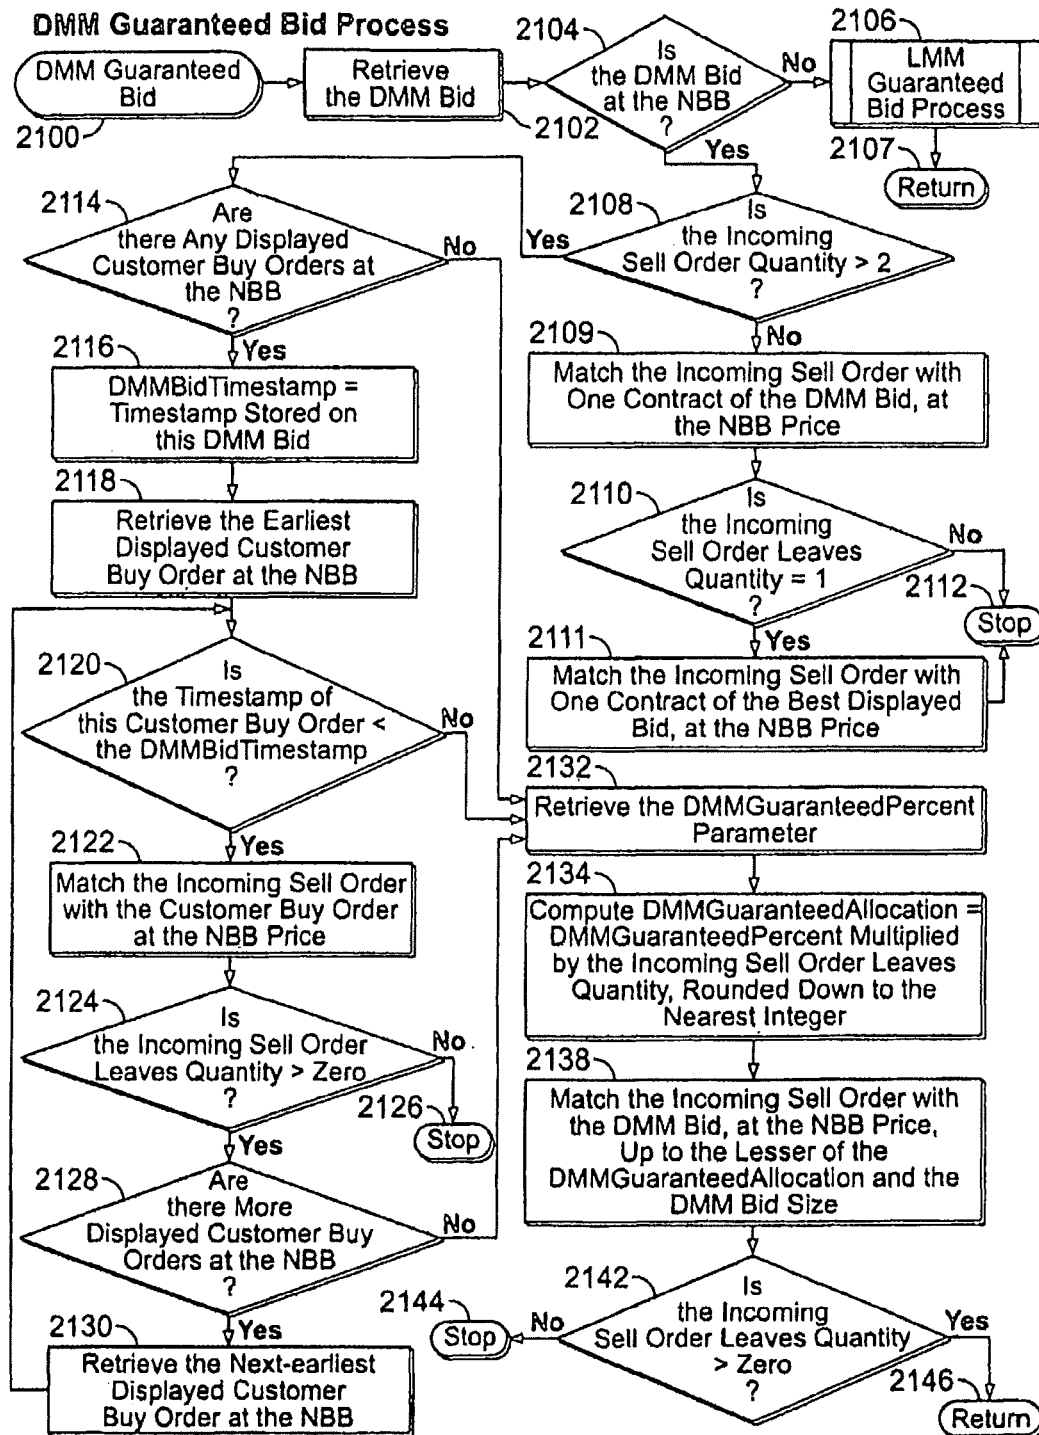 DMM Guaranteed Bid Process
DMM Guaranteed
Bid
2100
Retrieve
the DMM Bid
2102
2104
Is
the DMM Bid
at the NBB
?
No
Yes
2106
LMM
Guaranteed
Bid Process
2107
Return
2108
Is
the Incoming
Sell Order Quantity > 2
?
Yes
No
2109
Match the Incoming Sell Order with
One Contract of the DMM Bid, at
the NBB Price
2110
Is
the Incoming
Sell Order Leaves
Quantity = 1
?
No
Yes
2112
Stop
2111
Match the Incoming Sell Order with
One Contract of the Best Displayed
Bid, at the NBB Price
2114
Are
there Any Displayed
Customer Buy Orders at
the NBB
?
No
Yes
2116
DMMBidTimestamp =
Timestamp Stored on
this DMM Bid
2118
Retrieve the Earliest
Displayed Customer
Buy Order at the NBB
2120
Is
the Timestamp of
this Customer Buy Order <
the DMMBidTimestamp
?
No
Yes
2122
Match the Incoming Sell Order
with the Customer Buy Order
at the NBB Price
2124
Is
the Incoming Sell Order
Leaves Quantity > Zero
?
No
2126
Stop
Yes
2128
Are
there More
Displayed Customer Buy
Orders at the NBB
?
No
Yes
2130
Retrieve the Next-earliest
Displayed Customer
Buy Order at the NBB
2132
Retrieve the DMMGuaranteedPercent
Parameter
2134
Compute DMMGuaranteedAllocation =
DMMGuaranteedPercent Multiplied
by the Incoming Sell Order Leaves
Quantity, Rounded Down to the
Nearest Integer
2138
Match the Incoming Sell Order with
the DMM Bid, at the NBB Price,
Up to the Lesser of the
DMMGuaranteedAllocation and the
DMM Bid Size
2142
Is
the Incoming
Sell Order Leaves Quantity
> Zero
?
No
2144
Stop
Yes
2146
Return